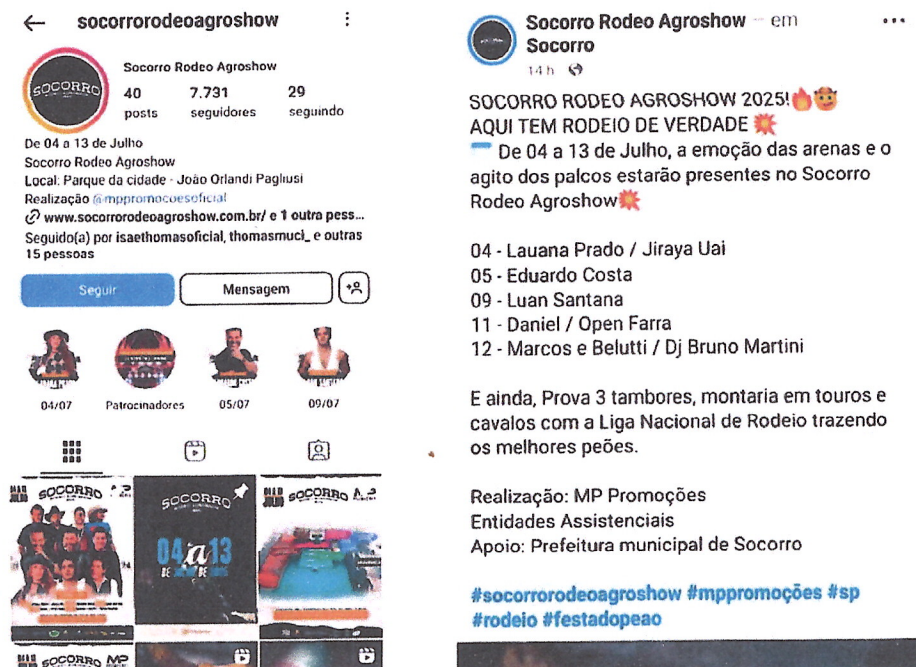 socorrorodeoagroshow
SOCORRO
Socorro Rodeo Agroshow
40
7.731
29
posts
seguidores
seguindo
De 04 a 13 de Julho
Socorro Rodeo Agroshow
Local: Parque da cidade - João Orlandi Pagliusi
Realização @mppromocoesoficial
www.socorrorodeoagroshow.com.br/ e 1 outra pess...
Seguido(a) por isaethomasoficial, thomasmuci_ e outras
15 pessoas
Seguir
Mensagem
04/07
Patrocinadores
05/07
09/07
SOCORRO
SOCORRO
04 a 13
SOCORRO
SOCORRO MP
Socorro Rodeo Agroshow — em
Socorro
14 h
SOCORRO RODEO AGROSHOW 2025!🔥🤠
AQUI TEM RODEIO DE VERDADE 💥
De 04 a 13 de Julho, a emoção das arenas e o
agito dos palcos estarão presentes no Socorro
Rodeo Agroshow💥
04 - Lauana Prado / Jiraya Uai
05 - Eduardo Costa
09 - Luan Santana
11 - Daniel / Open Farra
12 - Marcos e Belutti / Dj Bruno Martini
E ainda, Prova 3 tambores, montaria em touros e
cavalos com a Liga Nacional de Rodeio trazendo
os melhores peões.
Realização: MP Promoções
Entidades Assistenciais
Apoio: Prefeitura municipal de Socorro
#socorrorodeoagroshow #mppromoções #sp
#rodeio #festadopeao